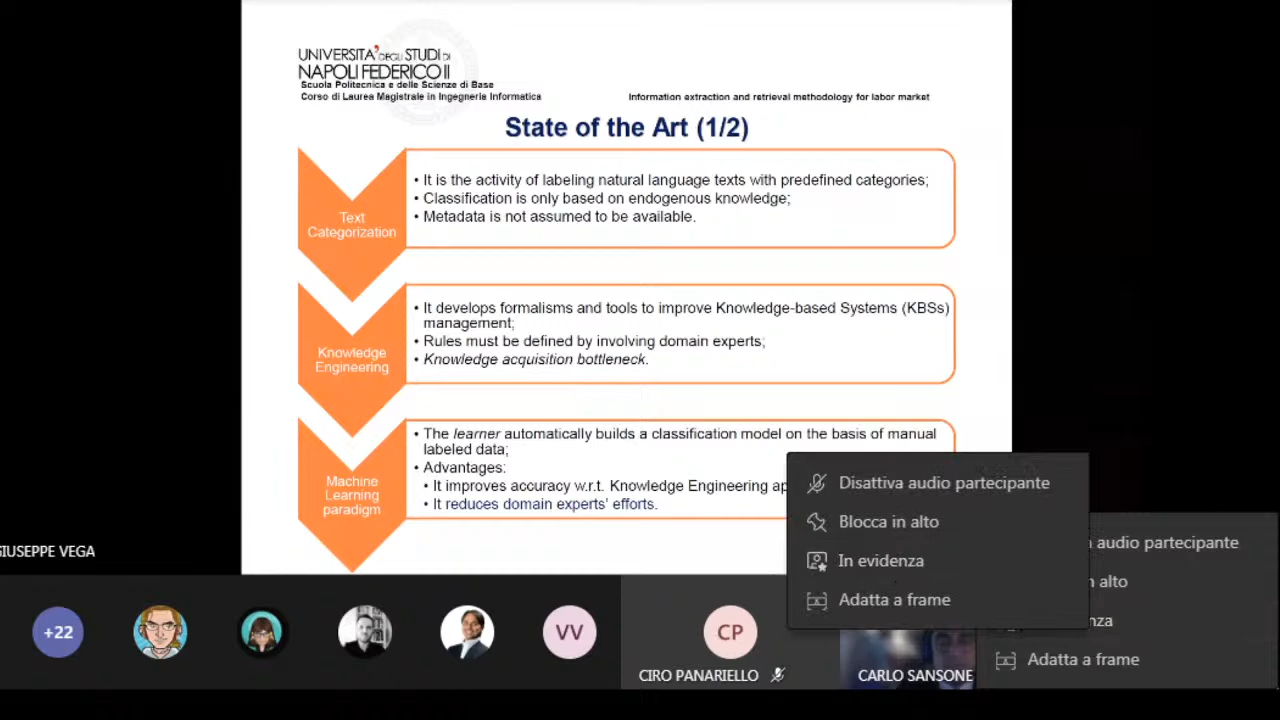 UNIVERSITA' DEGLI STUDI DI
NAPOLI FEDERICO II
Scuola Politecnica e delle Scienze di Base
Corso di Laurea Magistrale in Ingegneria Informatica
Information extraction and retrieval methodology for labor market
State of the Art (1/2)
Text
Categorization
• It is the activity of labeling natural language texts with predefined categories;
• Classification is only based on endogenous knowledge;
• Metadata is not assumed to be available.
Knowledge
Engineering
• It develops formalisms and tools to improve Knowledge-based Systems (KBSs)
management;
• Rules must be defined by involving domain experts;
• Knowledge acquisition bottleneck.
Machine
Learning
paradigm
• The learner automatically builds a classification model on the basis of manual
labeled data;
• Advantages:
• It improves accuracy w.r.t. Knowledge Engineering ap
• It reduces domain experts' efforts.
Disattiva audio partecipante
Blocca in alto
In evidenza
Adatta a frame
audio partecipante
alto
nza
Adatta a frame
IUSEPPE VEGA
+22
VV
CP
CIRO PANARIELLO
CARLO SANSONE